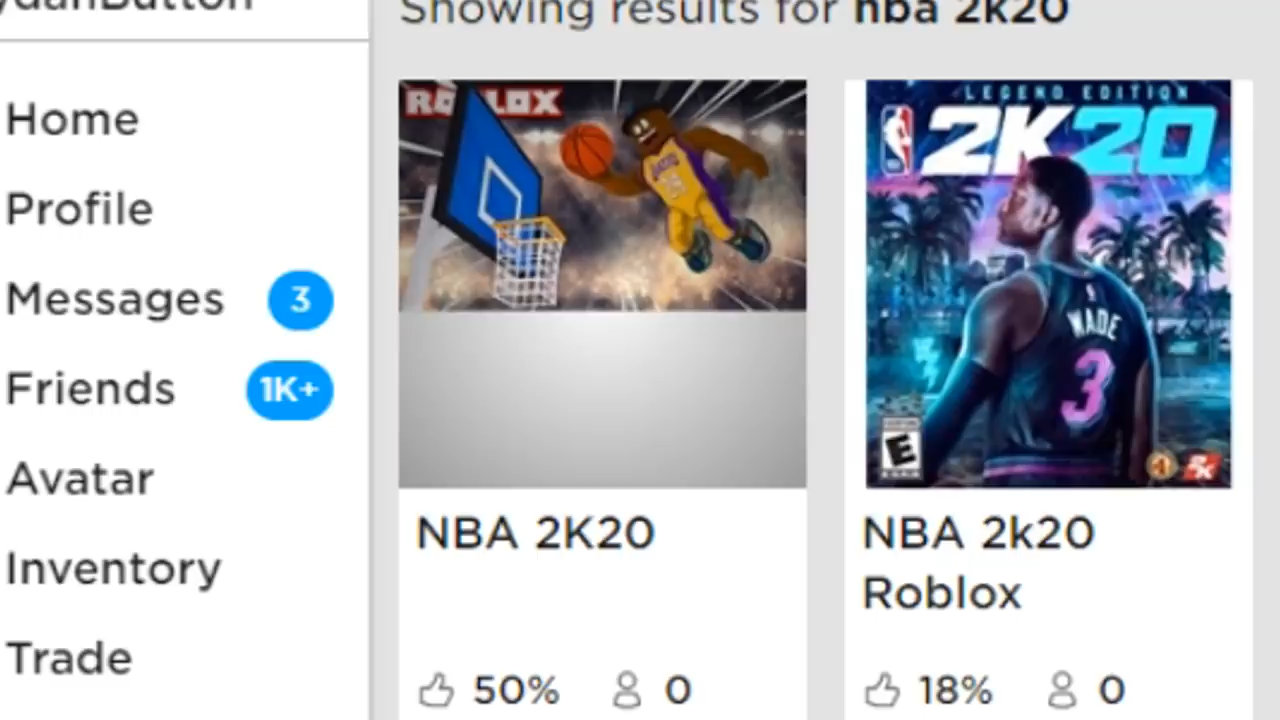 Showing results for nba 2k20
Home
Profile
Messages 3
Friends 1K+
Avatar
Inventory
Trade
ROBLOX
NBA 2K20
50% 0
LEGEND EDITION
2K20
WADE
3
E
2K
NBA 2k20
Roblox
18% 0